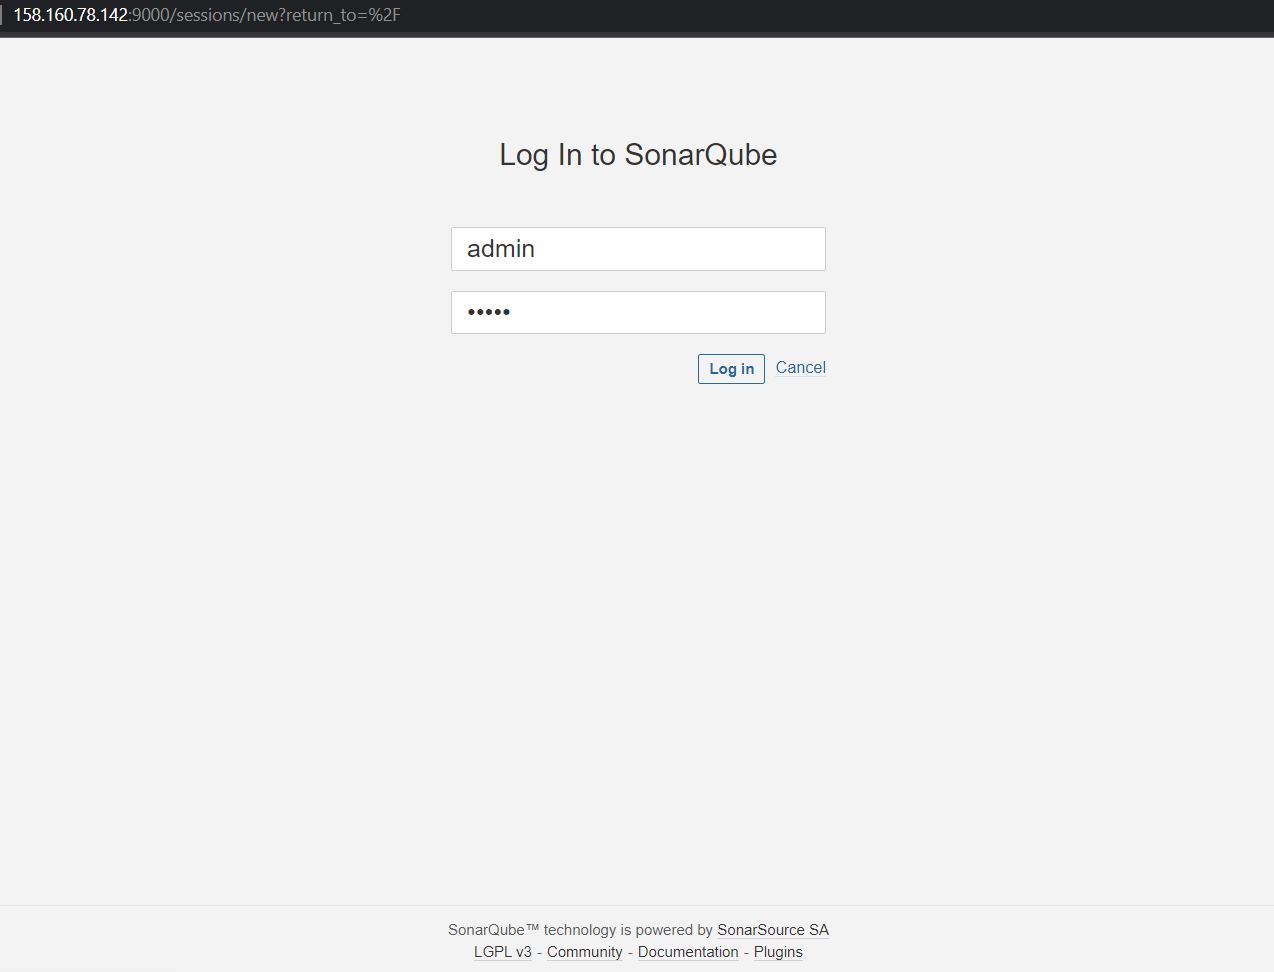 158.160.78.142:9000/sessions/new?return_to=%2F
Log In to SonarQube
admin
•••••
Log in Cancel
SonarQube™ technology is powered by SonarSource SA
LGPL v3 - Community - Documentation - Plugins